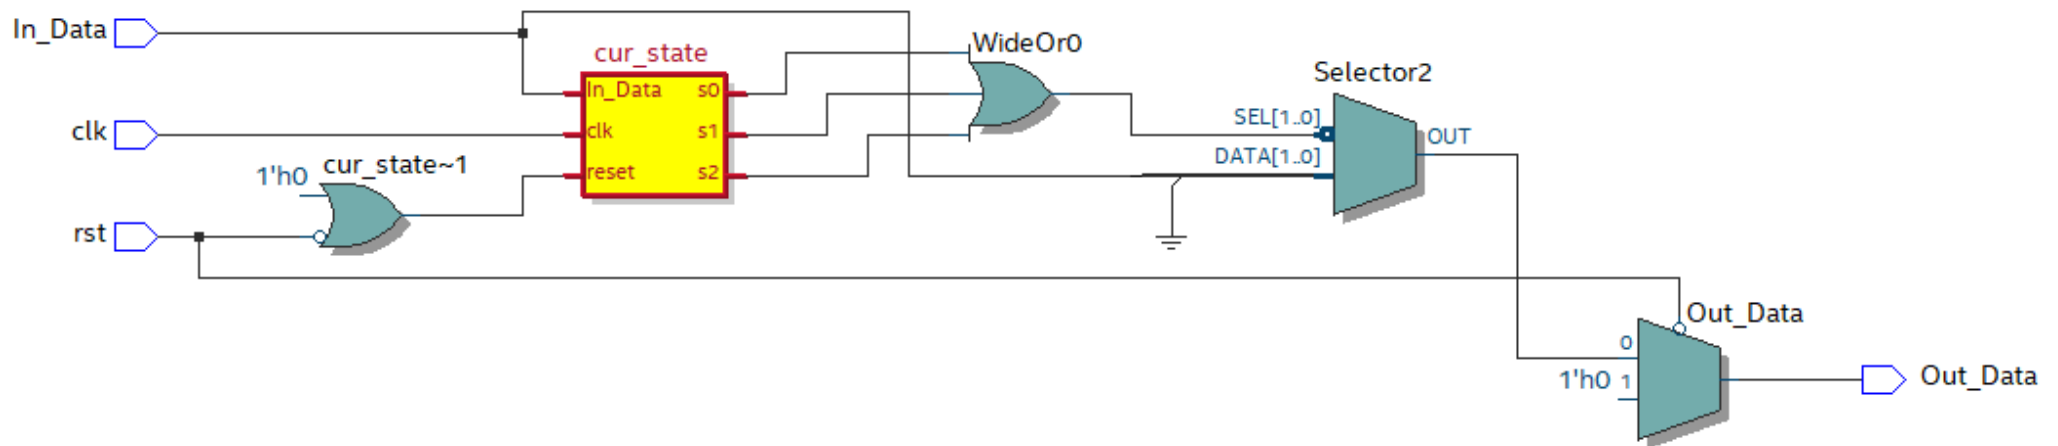 In_Data
cur_state
WideOr0
Selector2
In_Data s0
SEL[1..0]
clk
clk s1
OUT
DATA[1..0]
cur_state~1
1'h0
reset s2
rst
Out_Data
0
1'h0 1
Out_Data